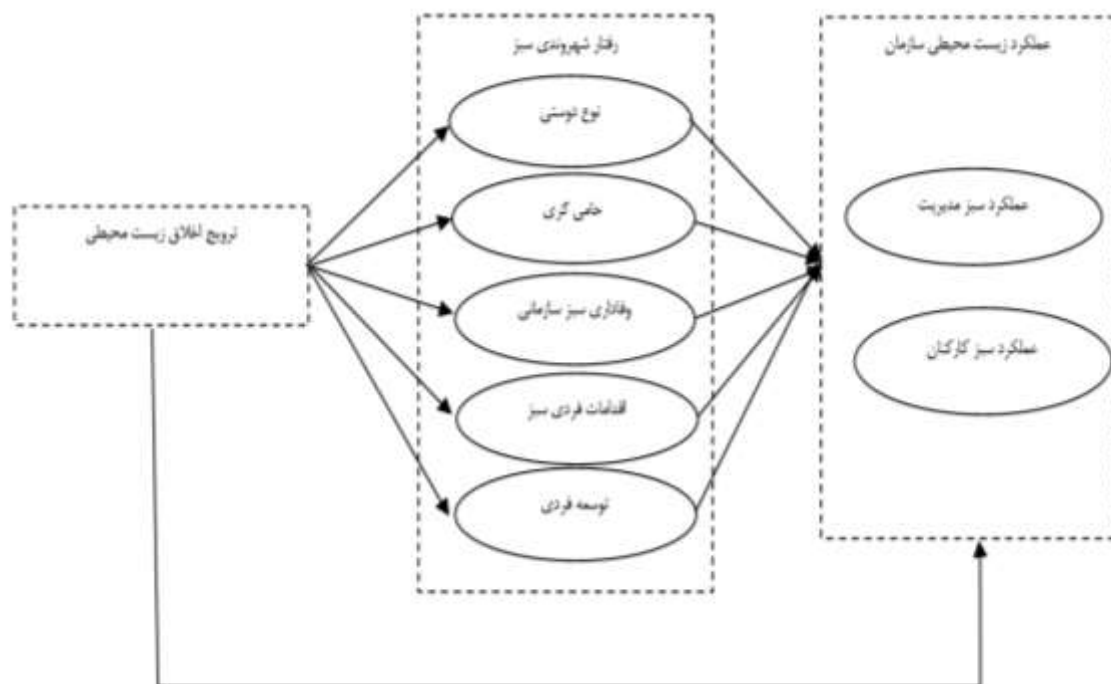 عملکرد زیست محیطی سازمان
عملکرد سبز مدیریت
عملکرد سبز کارکنان
رفتار شهروندی سبز
نوع دوستی
حامی گری
وفاداری سبز سازمانی
اقدامات فردی سبز
توسعه فردی
ترویج اخلاق زیست محیطی